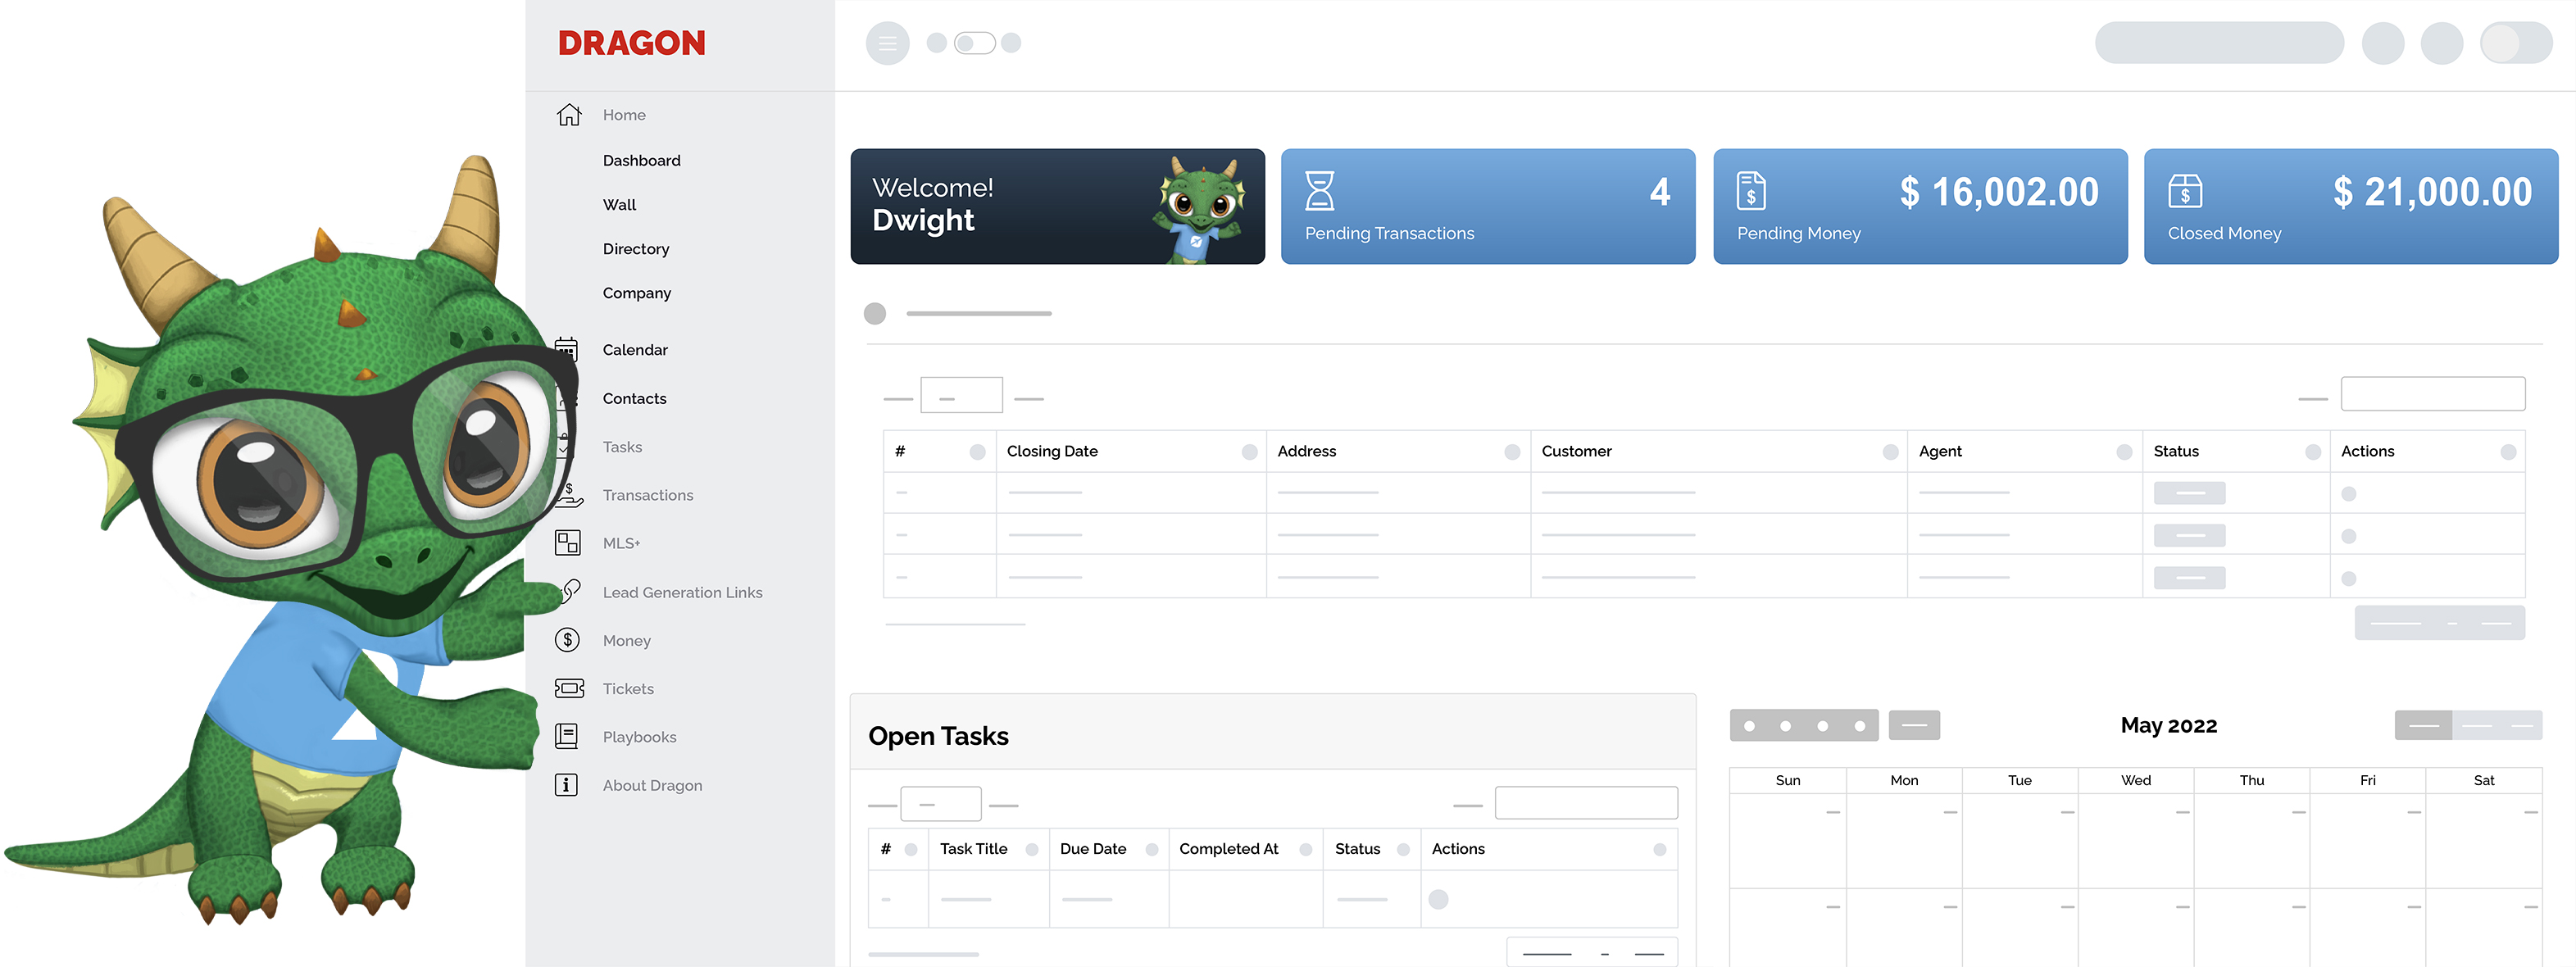 DRAGON
Home
Dashboard
Wall
Directory
Company
Calendar
Contacts
Tasks
Transactions
MLS+
Lead Generation Links
Money
Tickets
Playbooks
About Dragon
Welcome!
Dwight
4
Pending Transactions
$ 16,002.00
Pending Money
$ 21,000.00
Closed Money
# Closing Date Address Customer Agent Status Actions
Open Tasks
# Task Title Due Date Completed At Status Actions
May 2022
Sun Mon Tue Wed Thu Fri Sat